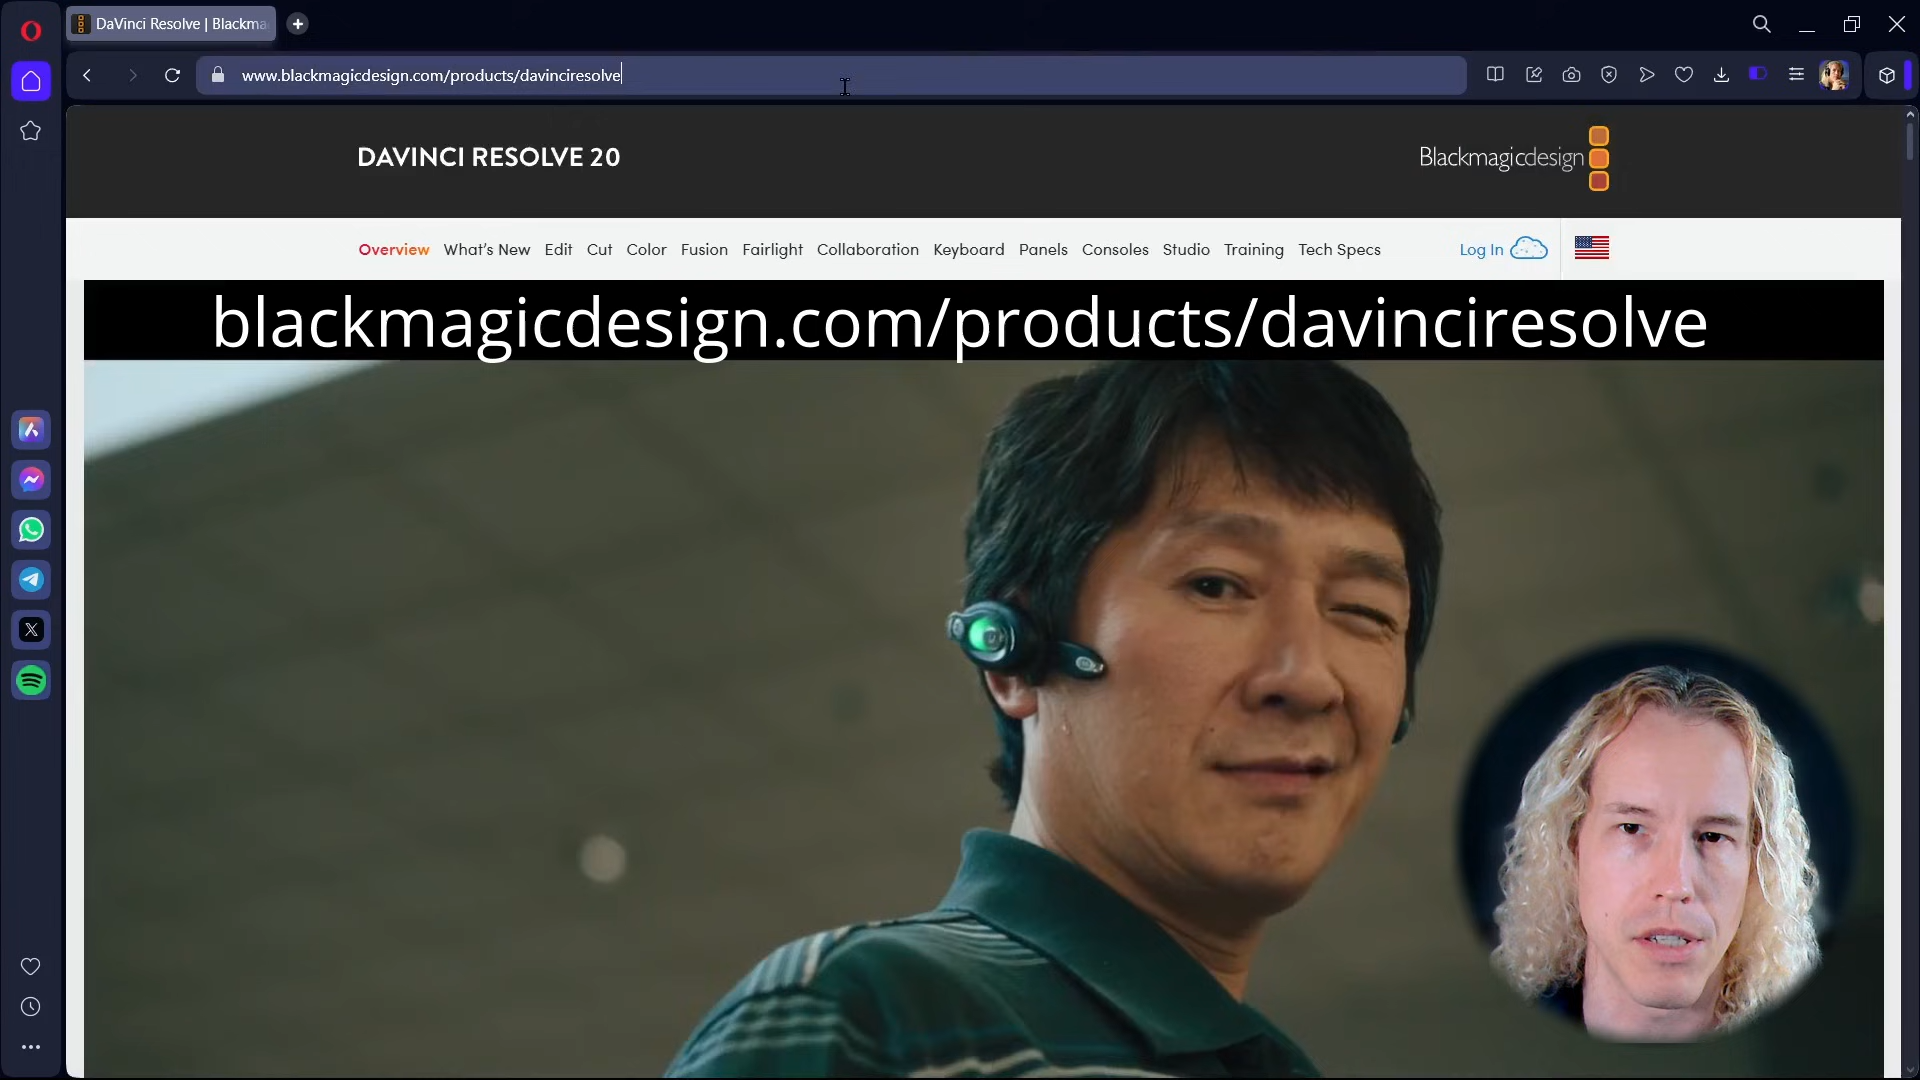 DaVinci Resolve | Blackma
www.blackmagicdesign.com/products/davinciresolve
DAVINCI RESOLVE 20
Blackmagicdesign
Overview What's New Edit Cut Color Fusion Fairlight Collaboration Keyboard Panels Consoles Studio Training Tech Specs Log In
blackmagicdesign.com/products/davinciresolve